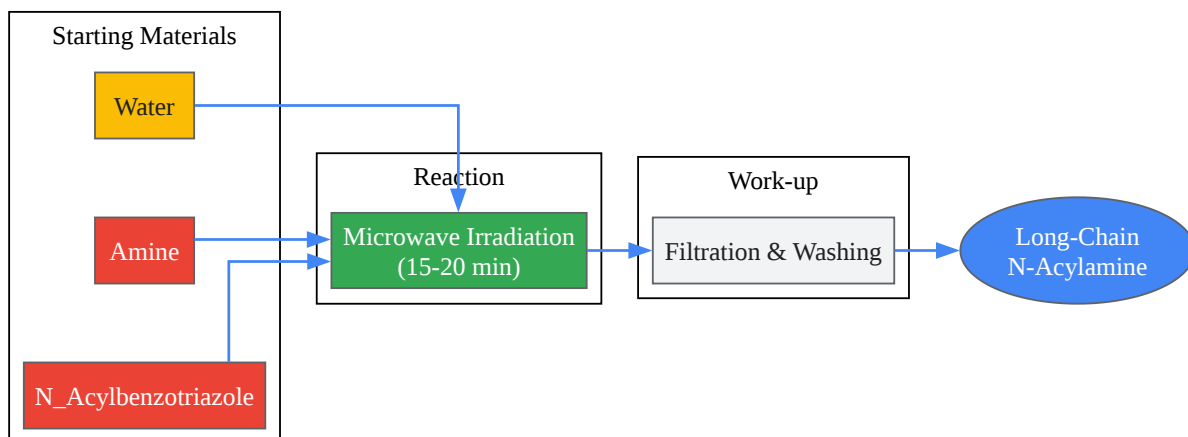 Starting Materials
Water
Amine
N_Acylbenzotriazole
Reaction
Microwave Irradiation
(15-20 min)
Work-up
Filtration & Washing
Long-Chain
N-Acylamine